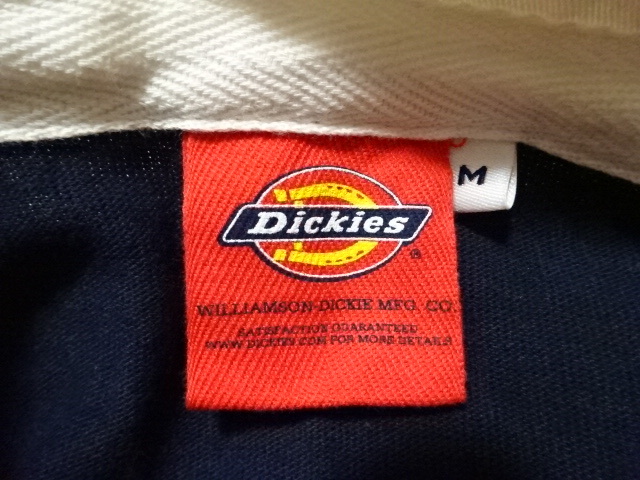 Dickies
®
M
WILLIAMSON-DICKIE MFG. CO.
SATISFACTION GUARANTEED
WWW.DICKIES.COM FOR MORE DETAILS